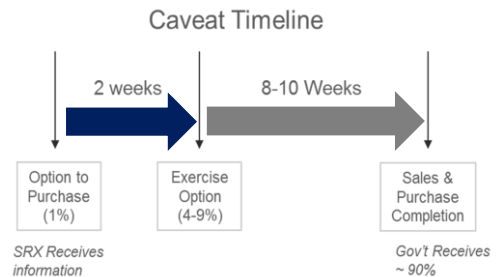 Caveat Timeline
2 weeks
8-10 Weeks
Option to
Purchase
(1%)
Exercise
Option
(4-9%)
Sales &
Purchase
Completion
SRX Receives
information
Gov't Receives
~ 90%